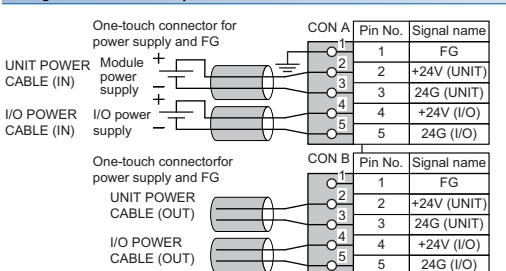 One-touch connector for
power supply and FG
CON A
Pin No. Signal name
UNIT POWER
CABLE (IN)
Module
power
supply
+
−
I/O POWER
CABLE (IN)
I/O power
supply
+
−
1
2
3
4
5
1 FG
2 +24V (UNIT)
3 24G (UNIT)
4 +24V (I/O)
5 24G (I/O)
One-touch connectorfor
power supply and FG
CON B
Pin No. Signal name
UNIT POWER
CABLE (OUT)
I/O POWER
CABLE (OUT)
1
2
3
4
5
1 FG
2 +24V (UNIT)
3 24G (UNIT)
4 +24V (I/O)
5 24G (I/O)